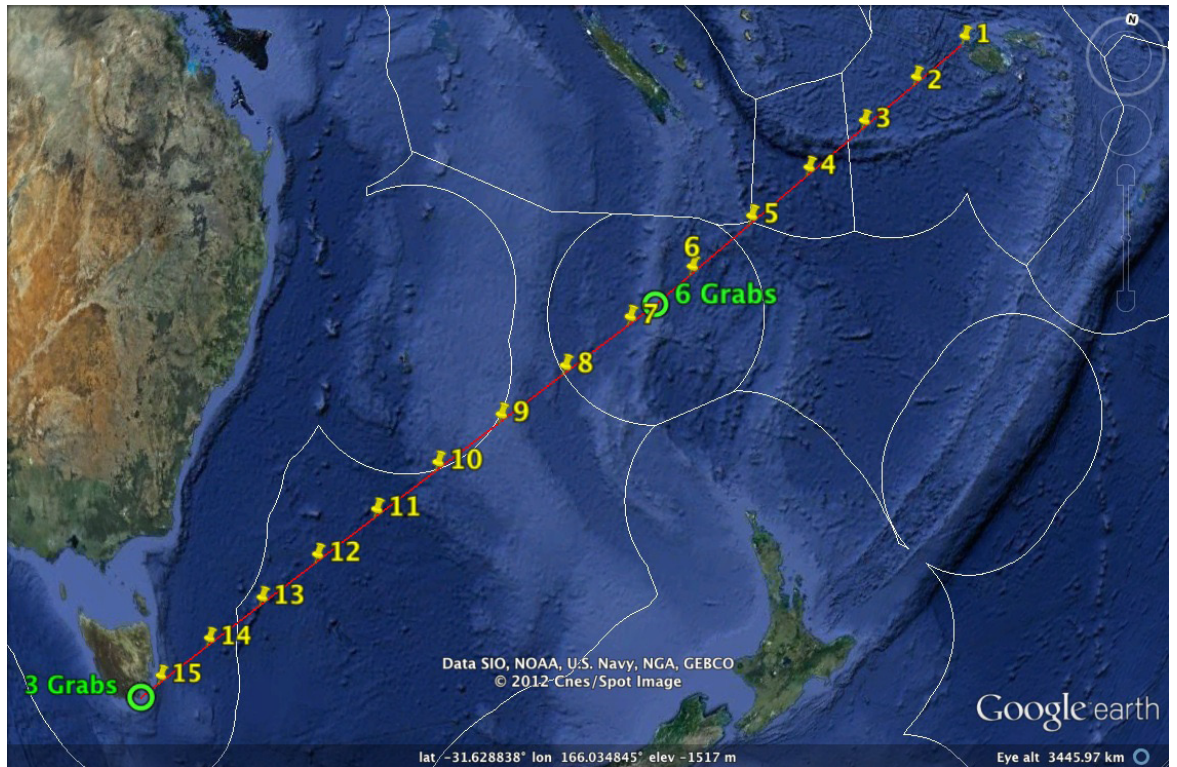 N
1
2
3
4
5
6
6 Grabs
7
8
9
10
11
12
13
14
15
3 Grabs
Data SIO, NOAA, U.S. Navy, NGA, GEBCO
© 2012 Cnes/Spot Image
Google earth
lat -31.628838° lon 166.034845° elev -1517 m
Eye alt 3445.97 km